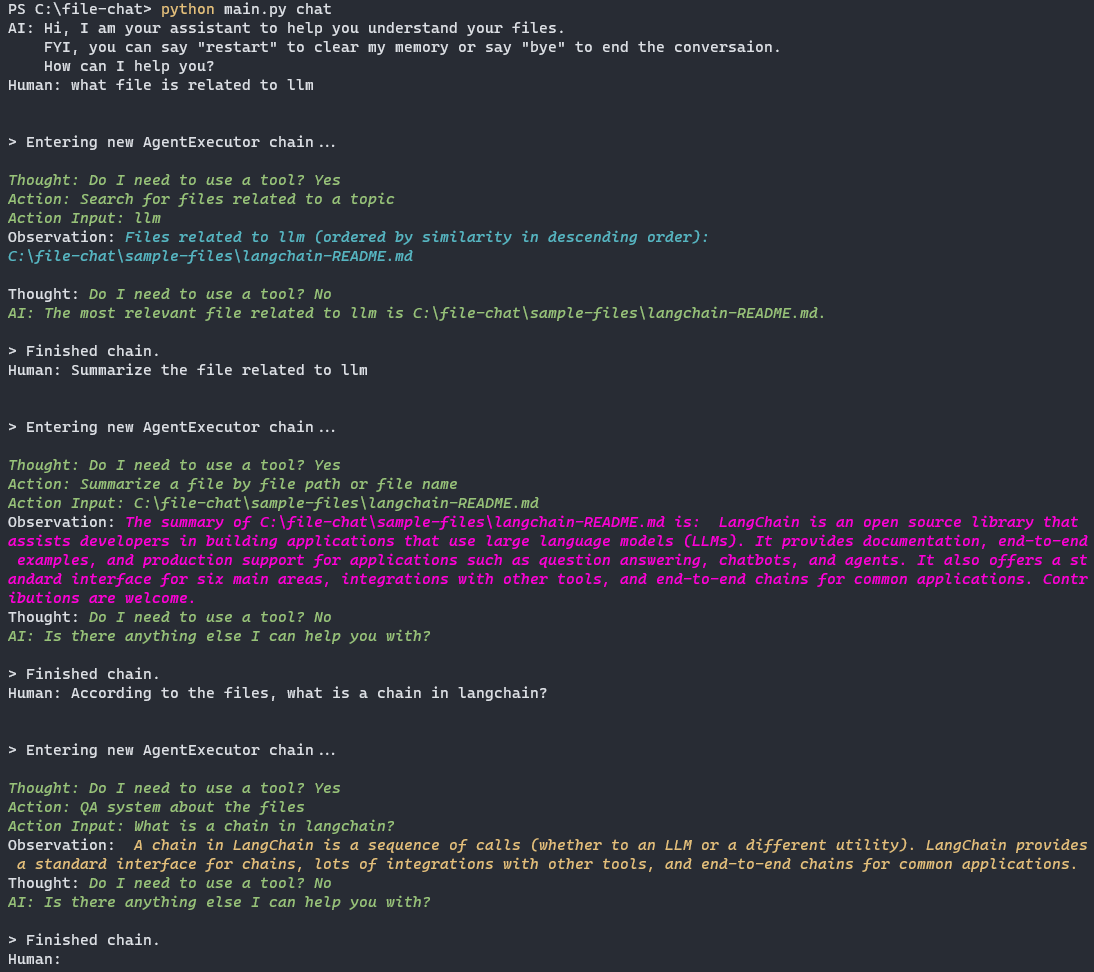 PS C:\file-chat> python main.py chat
AI: Hi, I am your assistant to help you understand your files.
    FYI, you can say "restart" to clear my memory or say "bye" to end the conversaion.
    How can I help you?
Human: what file is related to llm
> Entering new AgentExecutor chain...
Thought: Do I need to use a tool? Yes
Action: Search for files related to a topic
Action Input: llm
Observation: Files related to llm (ordered by similarity in descending order):
C:\file-chat\sample-files\langchain-README.md
Thought: Do I need to use a tool? No
AI: The most relevant file related to llm is C:\file-chat\sample-files\langchain-README.md.
> Finished chain.
Human: Summarize the file related to llm
> Entering new AgentExecutor chain...
Thought: Do I need to use a tool? Yes
Action: Summarize a file by file path or file name
Action Input: C:\file-chat\sample-files\langchain-README.md
Observation: The summary of C:\file-chat\sample-files\langchain-README.md is:  LangChain is an open source library that
assists developers in building applications that use large language models (LLMs). It provides documentation, end-to-end
 examples, and production support for applications such as question answering, chatbots, and agents. It also offers a st
andard interface for six main areas, integrations with other tools, and end-to-end chains for common applications. Contr
ibutions are welcome.
Thought: Do I need to use a tool? No
AI: Is there anything else I can help you with?
> Finished chain.
Human: According to the files, what is a chain in langchain?
> Entering new AgentExecutor chain...
Thought: Do I need to use a tool? Yes
Action: QA system about the files
Action Input: What is a chain in langchain?
Observation:  A chain in LangChain is a sequence of calls (whether to an LLM or a different utility). LangChain provides
 a standard interface for chains, lots of integrations with other tools, and end-to-end chains for common applications.
Thought: Do I need to use a tool? No
AI: Is there anything else I can help you with?
> Finished chain.
Human: